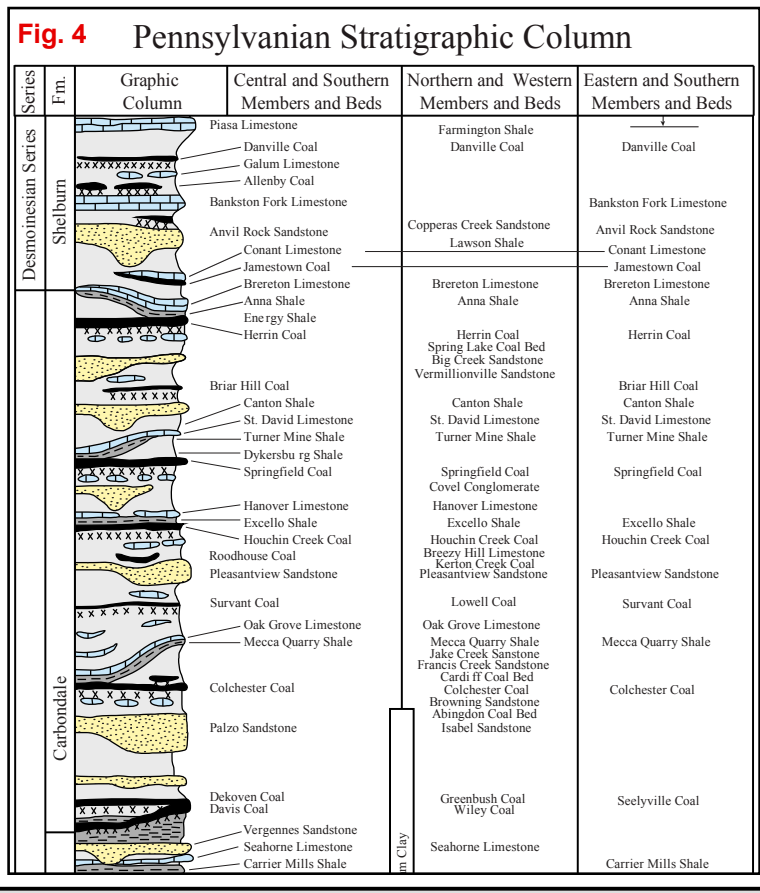 Fig. 4 Pennsylvanian Stratigraphic Column
Series
Fm.
Graphic
Column
Central and Southern
Members and Beds
Northern and Western
Members and Beds
Eastern and Southern
Members and Beds
Desmoinesian Series
Shelburn
Carbondale
Piasa Limestone
Danville Coal
Galum Limestone
Allenby Coal
Bankston Fork Limestone
Anvil Rock Sandstone
Conant Limestone
Jamestown Coal
Brereton Limestone
Anna Shale
Energy Shale
Herrin Coal
Briar Hill Coal
Canton Shale
St. David Limestone
Turner Mine Shale
Dykersbu rg Shale
Springfield Coal
Hanover Limestone
Excello Shale
Houchin Creek Coal
Roodhouse Coal
Pleasantview Sandstone
Survant Coal
Oak Grove Limestone
Mecca Quarry Shale
Colchester Coal
Palzo Sandstone
Dekoven Coal
Davis Coal
Vergennes Sandstone
Seahorne Limestone
Carrier Mills Shale
Farmington Shale
Danville Coal
Copperas Creek Sandstone
Lawson Shale
Brereton Limestone
Anna Shale
Herrin Coal
Spring Lake Coal Bed
Big Creek Sandstone
Vermillionville Sandstone
Canton Shale
St. David Limestone
Turner Mine Shale
Springfield Coal
Covel Conglomerate
Hanover Limestone
Excello Shale
Houchin Creek Coal
Breezy Hill Limestone
Kerton Creek Coal
Pleasantview Sandstone
Lowell Coal
Oak Grove Limestone
Mecca Quarry Shale
Jake Creek Sanstone
Francis Creek Sandstone
Cardi ff Coal Bed
Colchester Coal
Browning Sandstone
Abingdon Coal Bed
Isabel Sandstone
Greenbush Coal
Wiley Coal
Seahorne Limestone
m Clay
Danville Coal
Bankston Fork Limestone
Anvil Rock Sandstone
Conant Limestone
Jamestown Coal
Brereton Limestone
Anna Shale
Herrin Coal
Briar Hill Coal
Canton Shale
St. David Limestone
Turner Mine Shale
Springfield Coal
Excello Shale
Houchin Creek Coal
Pleasantview Sandstone
Survant Coal
Mecca Quarry Shale
Colchester Coal
Seelyville Coal
Carrier Mills Shale